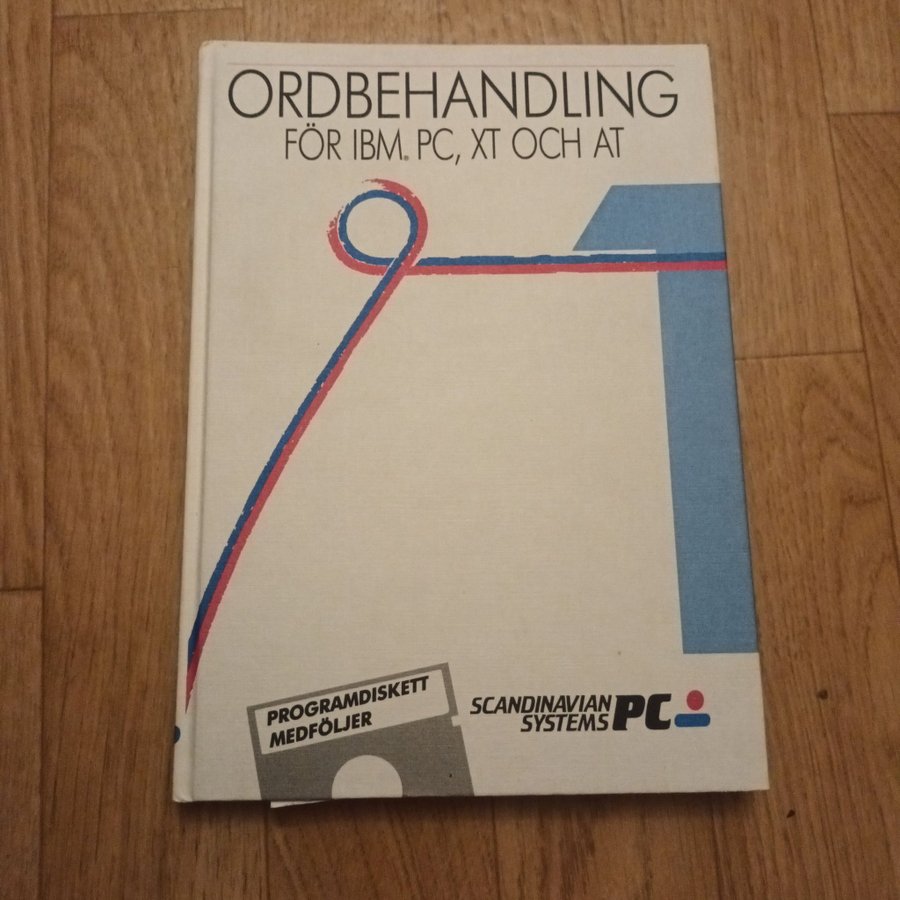 ORDBEHANDLING
FÖR IBM® PC, XT OCH AT
PROGRAMDISKETT
MEDFÖLJER
SCANDINAVIAN
SYSTEMS PC